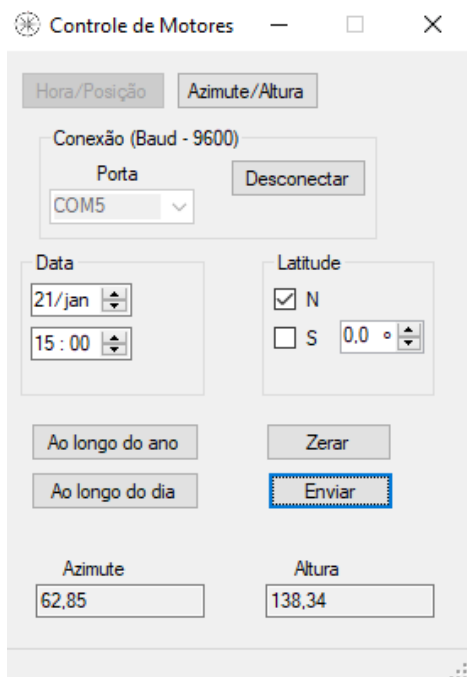 Controle de Motores
Hora/Posição Azimute/Altura
Conexão (Baud - 9600)
Porta
COM5 Desconectar
Data Latitude
21/jan N
15 : 00 S 0,0 °
Ao longo do ano Zerar
Ao longo do dia Enviar
Azimute Altura
62,85 138,34